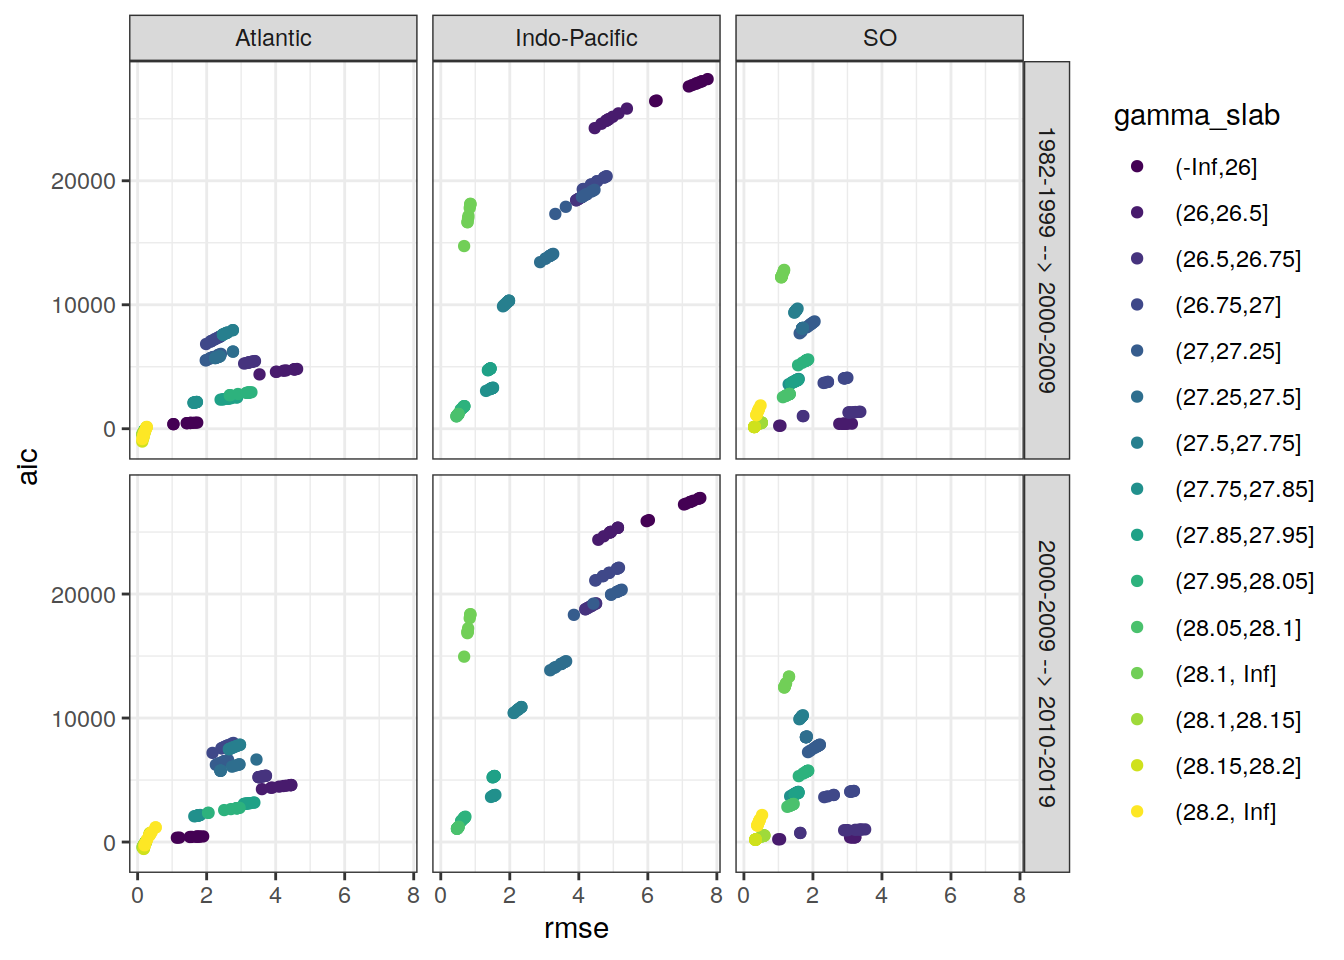 Atlantic
Indo-Pacific
SO
aic
20000
10000
0
1982-1999 --> 2000-2009
20000
10000
0
2000-2009 --> 2010-2019
0 2 4 6 8
0 2 4 6 8
0 2 4 6 8
rmse
gamma_slab
(-Inf,26]
(26,26.5]
(26.5,26.75]
(26.75,27]
(27,27.25]
(27.25,27.5]
(27.5,27.75]
(27.75,27.85]
(27.85,27.95]
(27.95,28.05]
(28.05,28.1]
(28.1, Inf]
(28.1,28.15]
(28.15,28.2]
(28.2, Inf]